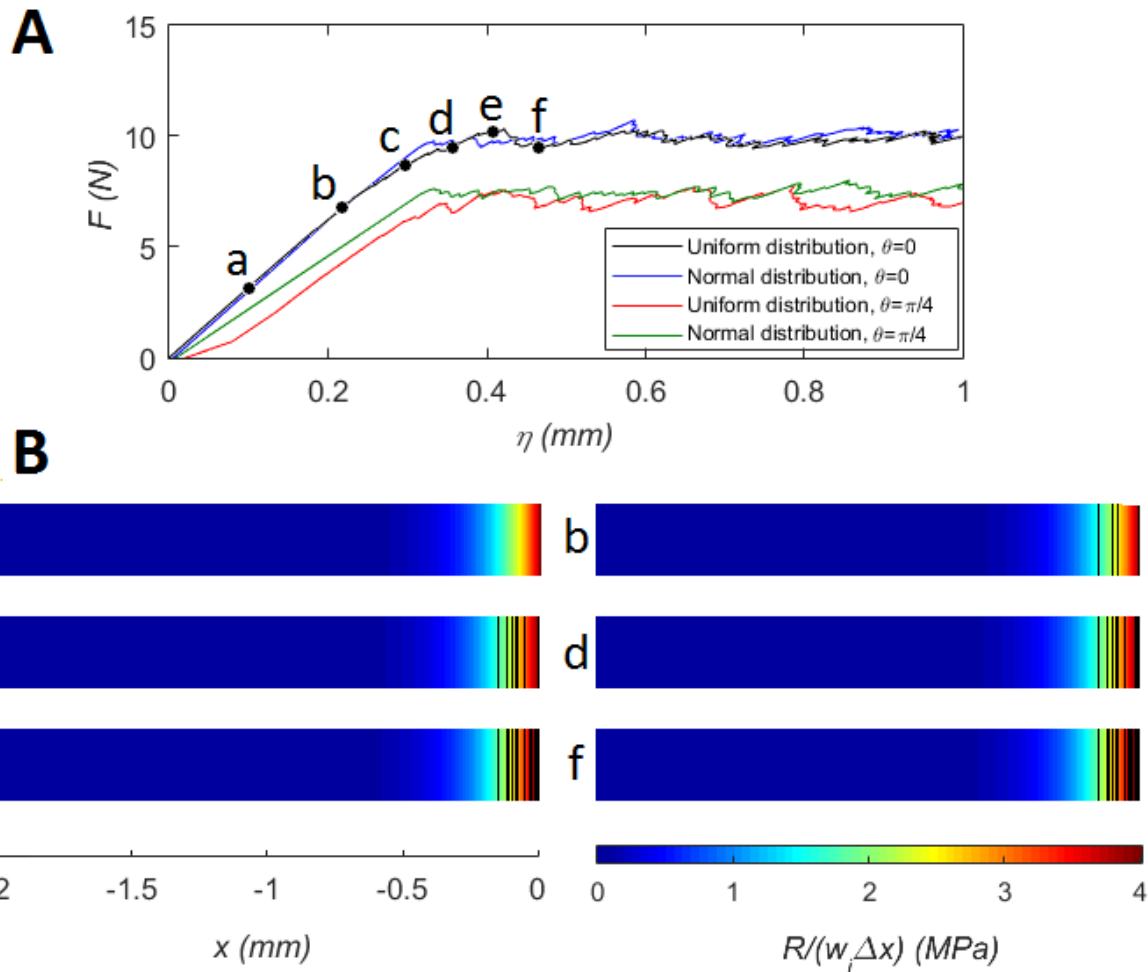 A
15
10
5
0
F (N)
a
b
c
d
e
f
Uniform distribution, θ=0
Normal distribution, θ=0
Uniform distribution, θ=π/4
Normal distribution, θ=π/4
0 0.2 0.4 0.6 0.8 1
η (mm)
B
b
d
f
2 -1.5 -1 -0.5 0
x (mm)
0 1 2 3 4
R/(w_iΔx) (MPa)